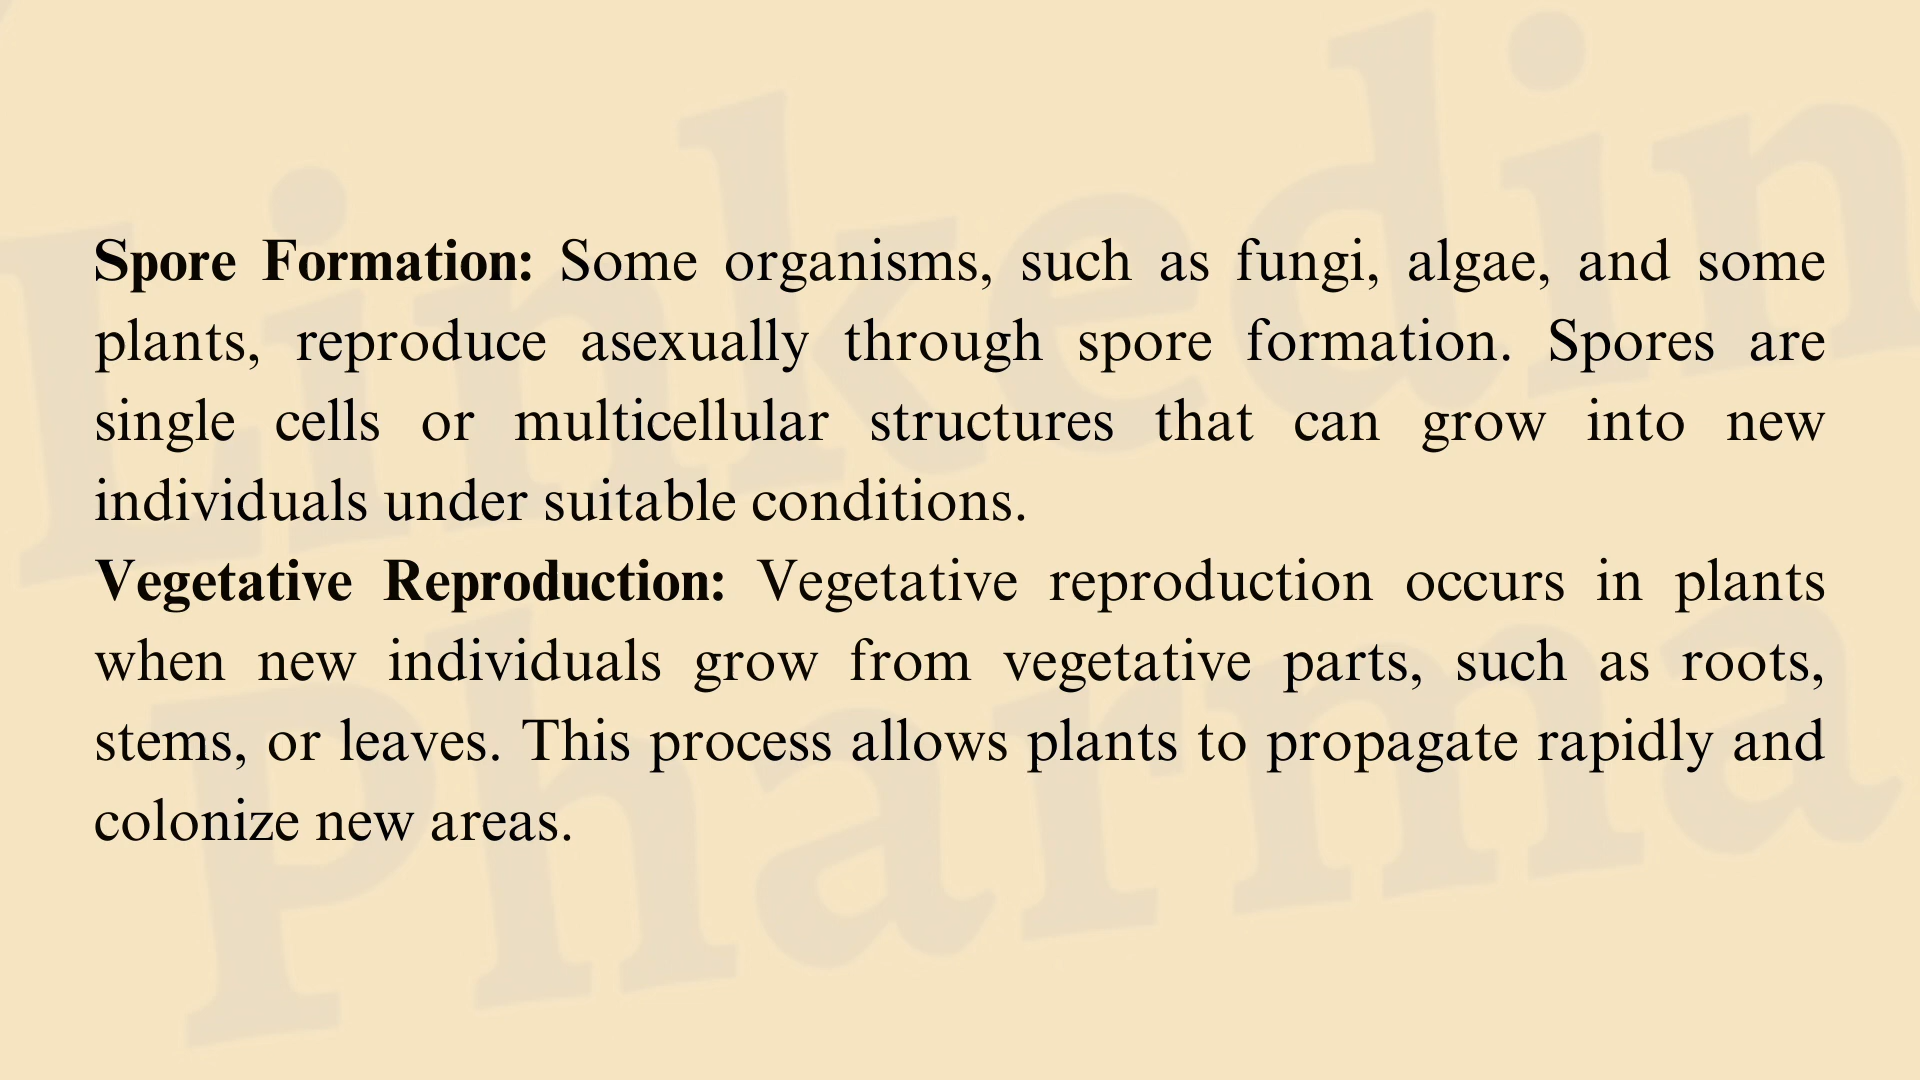 Spore Formation: Some organisms, such as fungi, algae, and some
plants, reproduce asexually through spore formation. Spores are
single cells or multicellular structures that can grow into new
individuals under suitable conditions.
Vegetative Reproduction: Vegetative reproduction occurs in plants
when new individuals grow from vegetative parts, such as roots,
stems, or leaves. This process allows plants to propagate rapidly and
colonize new areas.
Linkedin
Pharma